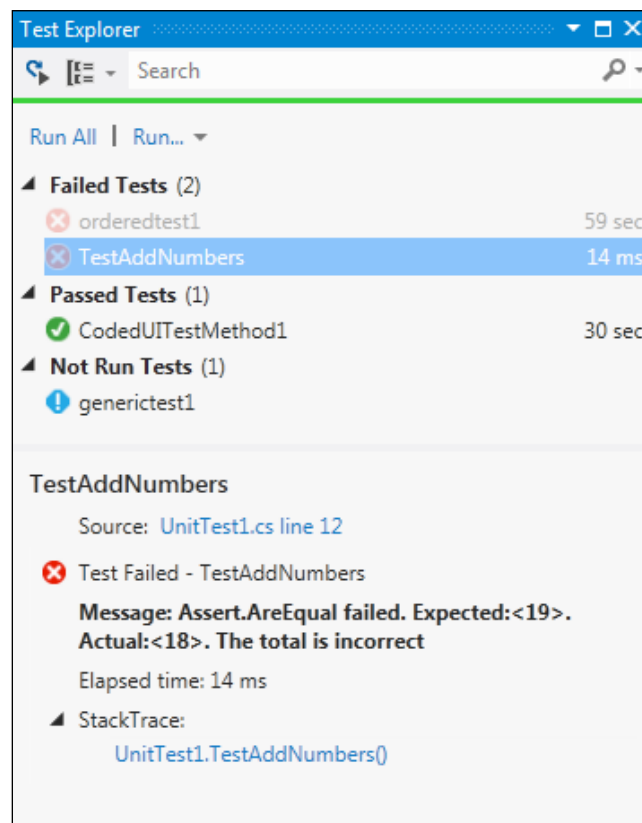 Test Explorer
Search
Run All | Run...
Failed Tests (2)
orderedtest1 59 sec
TestAddNumbers 14 ms
Passed Tests (1)
CodedUITestMethod1 30 sec
Not Run Tests (1)
generictest1
TestAddNumbers
Source: UnitTest1.cs line 12
Test Failed - TestAddNumbers
Message: Assert.AreEqual failed. Expected:<19>.
Actual:<18>. The total is incorrect
Elapsed time: 14 ms
StackTrace:
UnitTest1.TestAddNumbers()